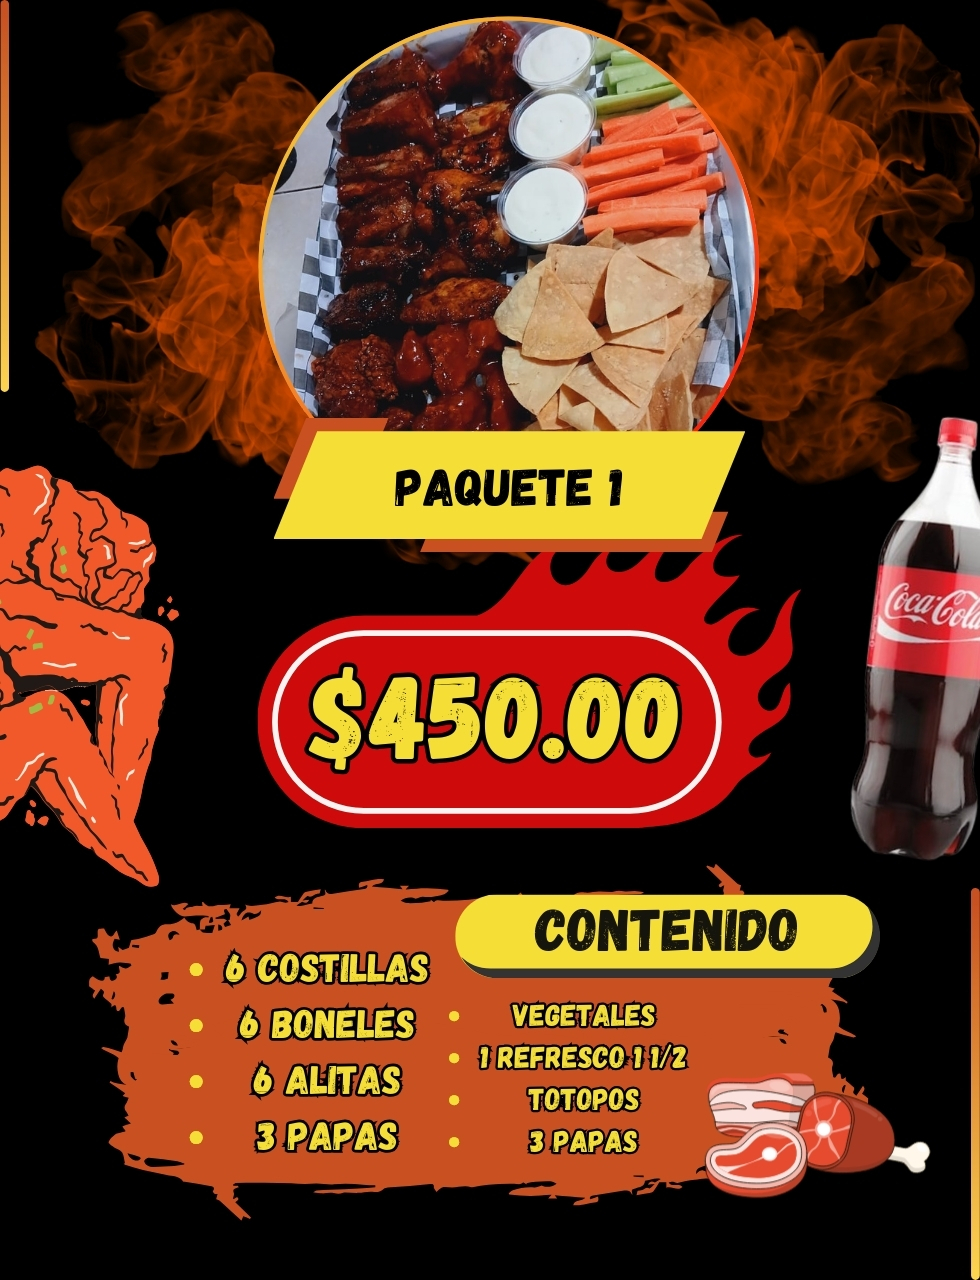 PAQUETE 1
Coca-Cola
$450.00
CONTENIDO
6 COSTILLAS
6 BONELES
6 ALITAS
3 PAPAS
VEGETALES
1 REFRESCO 1 1/2
TOTOPOS
3 PAPAS